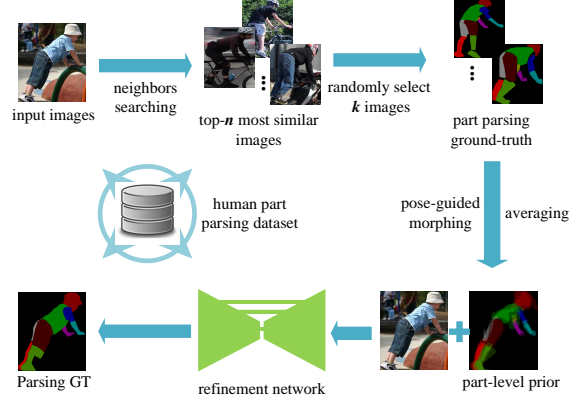 input images
neighbors
searching
top-n most similar
images
randomly select
k images
part parsing
ground-truth
human part
parsing dataset
pose-guided
morphing
averaging
Parsing GT
refinement network
part-level prior